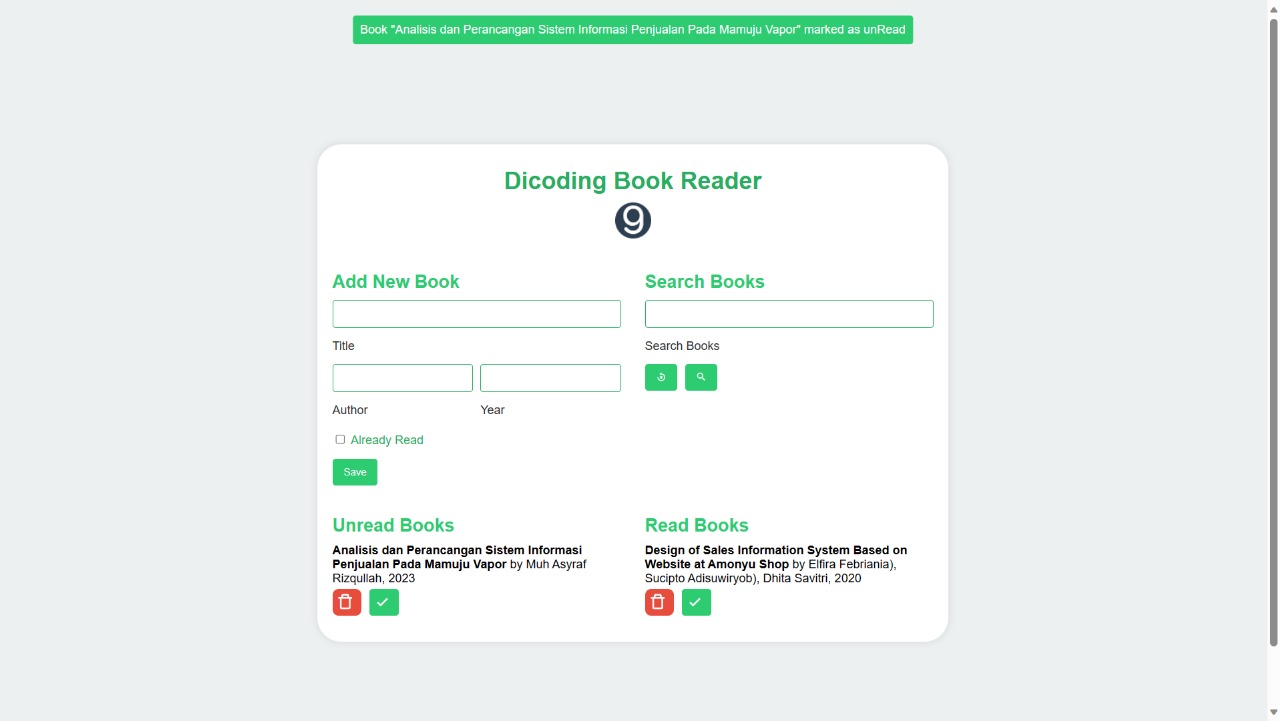 Book "Analisis dan Perancangan Sistem Informasi Penjualan Pada Mamuju Vapor" marked as unRead
Dicoding Book Reader
g
Add New Book
Title
Author
Year
Already Read
Save
Search Books
Search Books
Unread Books
Analisis dan Perancangan Sistem Informasi
Penjualan Pada Mamuju Vapor by Muh Asyraf
Rizqullah, 2023
Read Books
Design of Sales Information System Based on
Website at Amonyu Shop by Elfira Febriania),
Sucipto Adisuwiryob), Dhita Savitri, 2020